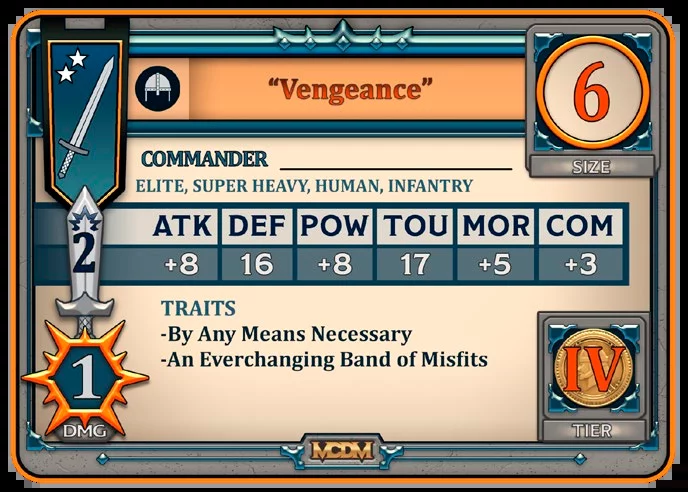 “Vengeance”
6
SIZE
COMMANDER
ELITE, SUPER HEAVY, HUMAN, INFANTRY
2
ATK DEF POW TOU MOR COM
+8 16 +8 17 +5 +3
TRAITS
-By Any Means Necessary
-An Everchanging Band of Misfits
1
DMG
IV
TIER
MCDM